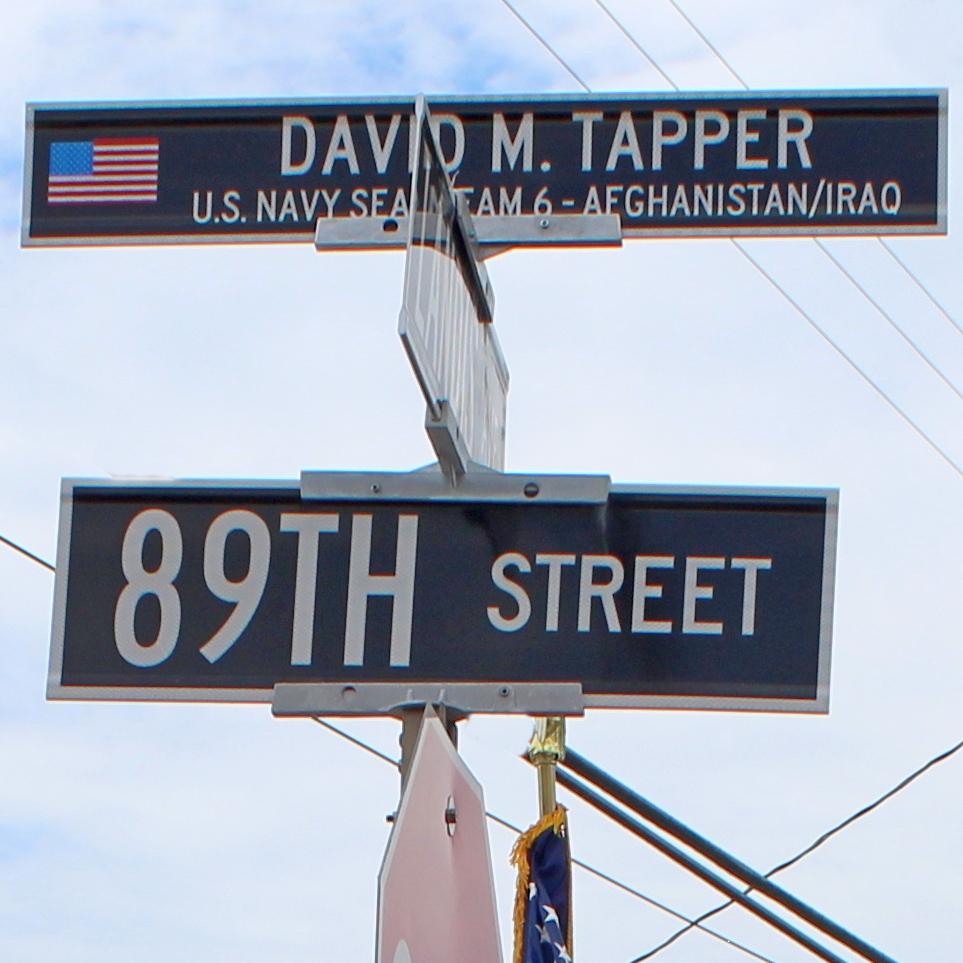 DAVID M. TAPPER
U.S. NAVY SEAL TEAM 6 - AFGHANISTAN/IRAQ
89TH STREET